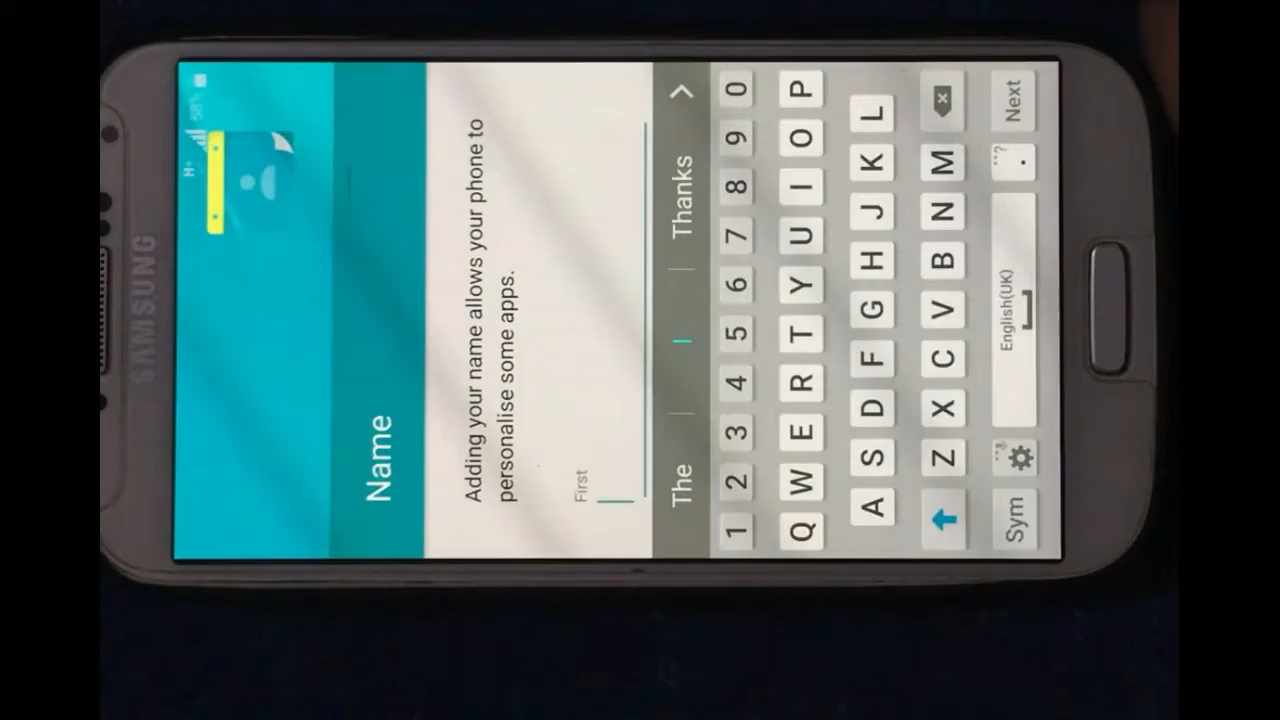 SAMSUNG
H+ 58%
Name
Adding your name allows your phone to
personalise some apps.
First
The I Thanks
1 2 3 4 5 6 7 8 9 0
Q W E R T Y U I O P
A S D F G H J K L
Z X C V B N M
Sym English(UK) . Next